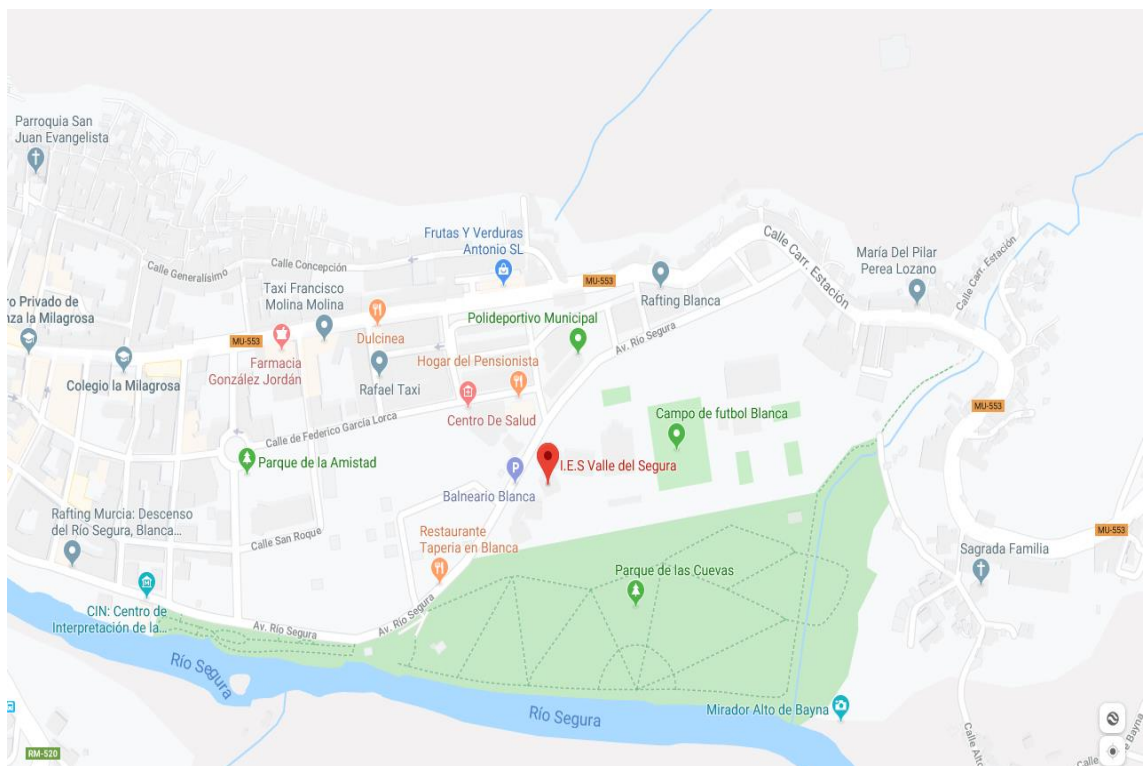 Parroquia San
Juan Evangelista
Frutas Y Verduras
Antonio SL
Calle Carr. Estación
María Del Pilar
Perea Lozano
Calle Carr. Estación
Calle Generalísimo
Calle Concepción
Taxi Francisco
Molina Molina
MU-553
Rafting Blanca
ro Privado de
nza la Milagrosa
Polideportivo Municipal
Av. Río Segura
MU-553
Dulcinea
Farmacia
González Jordán
Hogar del Pensionista
Colegio la Milagrosa
Rafael Taxi
MU-553
Centro De Salud
Campo de futbol Blanca
Calle de Federico García Lorca
Parque de la Amistad
P
I.E.S Valle del Segura
Balneario Blanca
Rafting Murcia: Descenso
del Río Segura, Blanca...
Calle San Roque
Restaurante
Taperia en Blanca
MU-553
Sagrada Familia
Parque de las Cuevas
CIN: Centro de
Interpretación de la...
Av. Río Segura
Av. Río Segura
Río Segura
Río Segura
Mirador Alto de Bayna
RM-520
Calle Alto
Calle
de Bayna